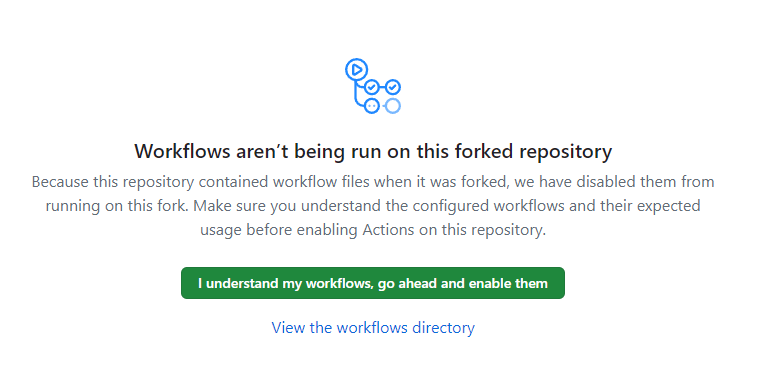 Workflows aren’t being run on this forked repository
Because this repository contained workflow files when it was forked, we have disabled them from
running on this fork. Make sure you understand the configured workflows and their expected
usage before enabling Actions on this repository.
I understand my workflows, go ahead and enable them
View the workflows directory